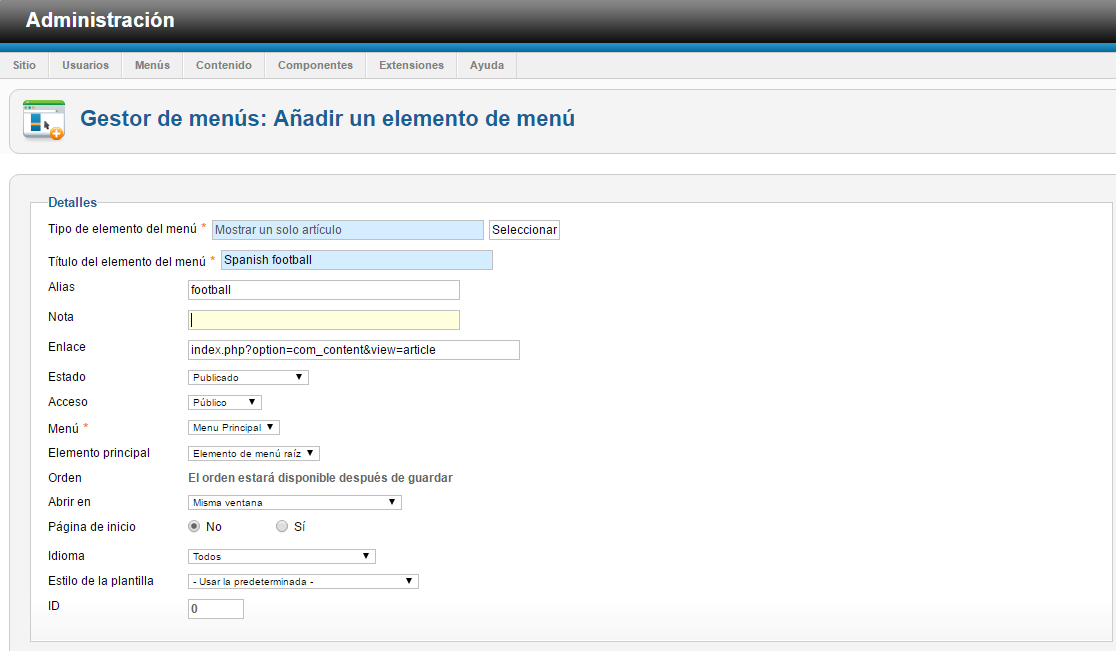 Administración
Sitio Usuarios Menús Contenido Componentes Extensiones Ayuda
Gestor de menús: Añadir un elemento de menú
Detalles
Tipo de elemento del menú * Mostrar un solo artículo Seleccionar
Título del elemento del menú * Spanish football
Alias football
Nota
Enlace index.php?option=com_content&view=article
Estado Publicado
Acceso Público
Menú * Menu Principal
Elemento principal Elemento de menú raíz
Orden El orden estará disponible después de guardar
Abrir en Misma ventana
Página de inicio No Sí
Idioma Todos
Estilo de la plantilla - Usar la predeterminada -
ID 0